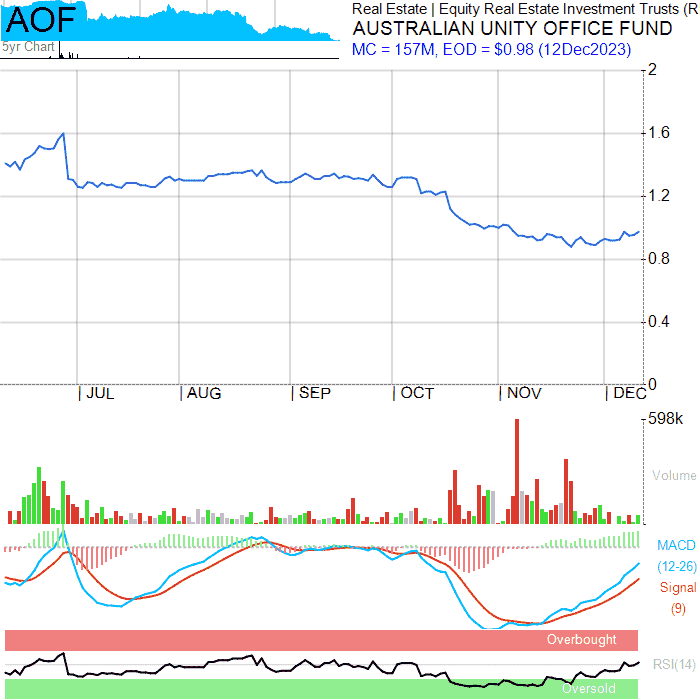 AOF
5yr Chart
Real Estate | Equity Real Estate Investment Trusts (R
AUSTRALIAN UNITY OFFICE FUND
MC = 157M, EOD = $0.98 (12Dec2023)
2
1.6
1.2
0.8
0.4
0
JUL AUG SEP OCT NOV DEC
598k
Volume
MACD
(12-26)
Signal
(9)
Overbought
RSI(14)
Oversold